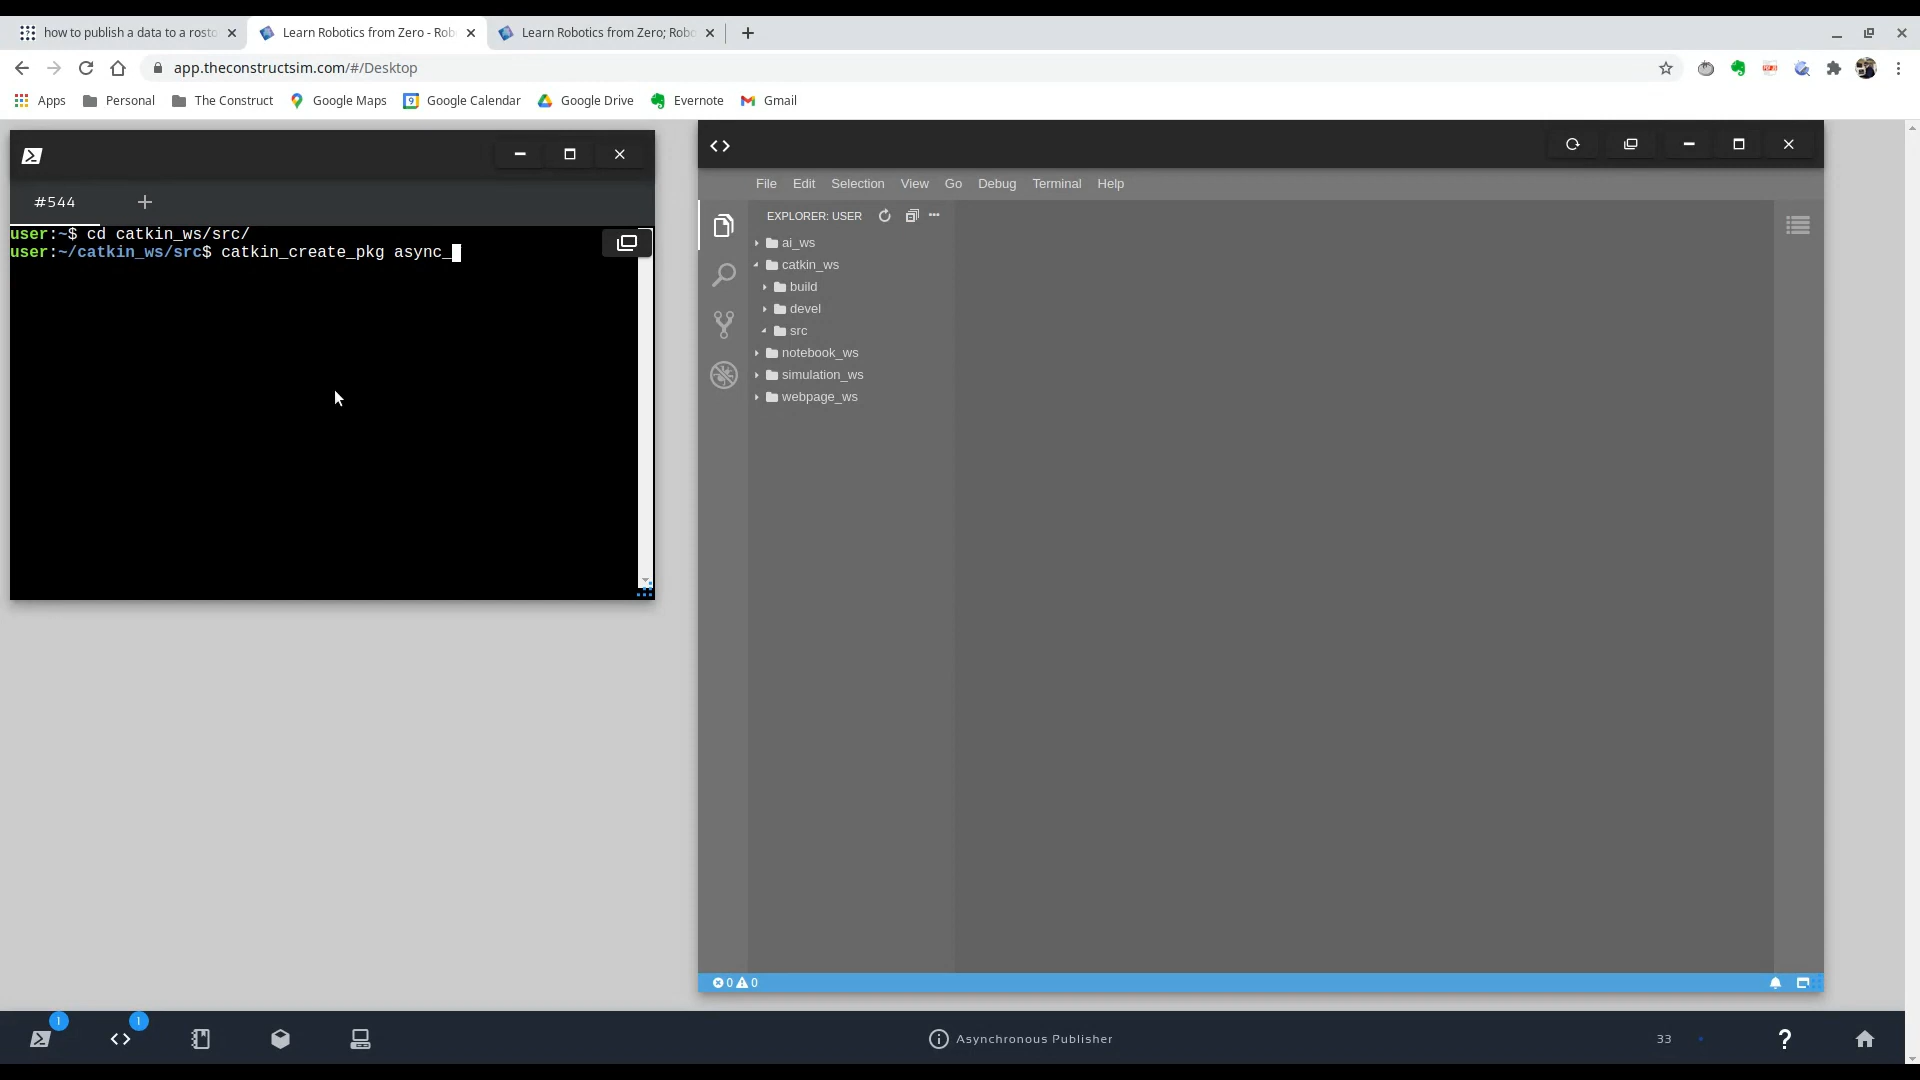 how to publish a data to a rosto
Learn Robotics from Zero - Rob
Learn Robotics from Zero; Robo
app.theconstructsim.com/#/Desktop
Apps
Personal
The Construct
Google Maps
9
Google Calendar
Google Drive
Evernote
Gmail
#544
user:~$ cd catkin_ws/src/
user:~/catkin_ws/src$ catkin_create_pkg async_
File Edit Selection View Go Debug Terminal Help
EXPLORER: USER
ai_ws
catkin_ws
build
devel
src
notebook_ws
simulation_ws
webpage_ws
0 0
1
1
Asynchronous Publisher
33
?